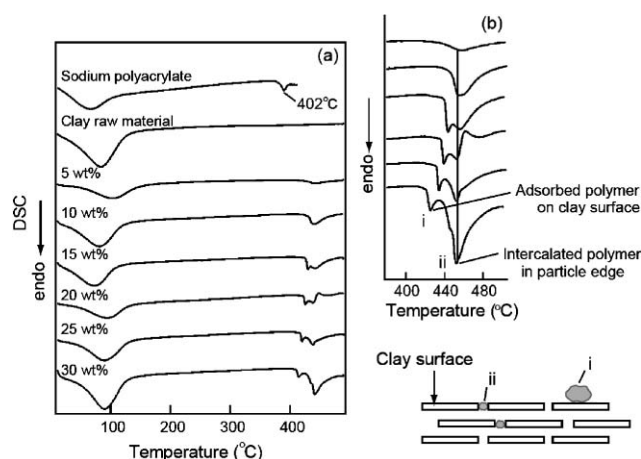 (a)
Sodium polyacrylate
402°C
Clay raw material
5 wt%
10 wt%
15 wt%
20 wt%
25 wt%
30 wt%
DSC
endo
100 200 300 400
Temperature (°C)
(b)
endo
i
Adsorbed polymer
on clay surface
ii
Intercalated polymer
in particle edge
400 440 480
Temperature (°C)
Clay surface
ii
i